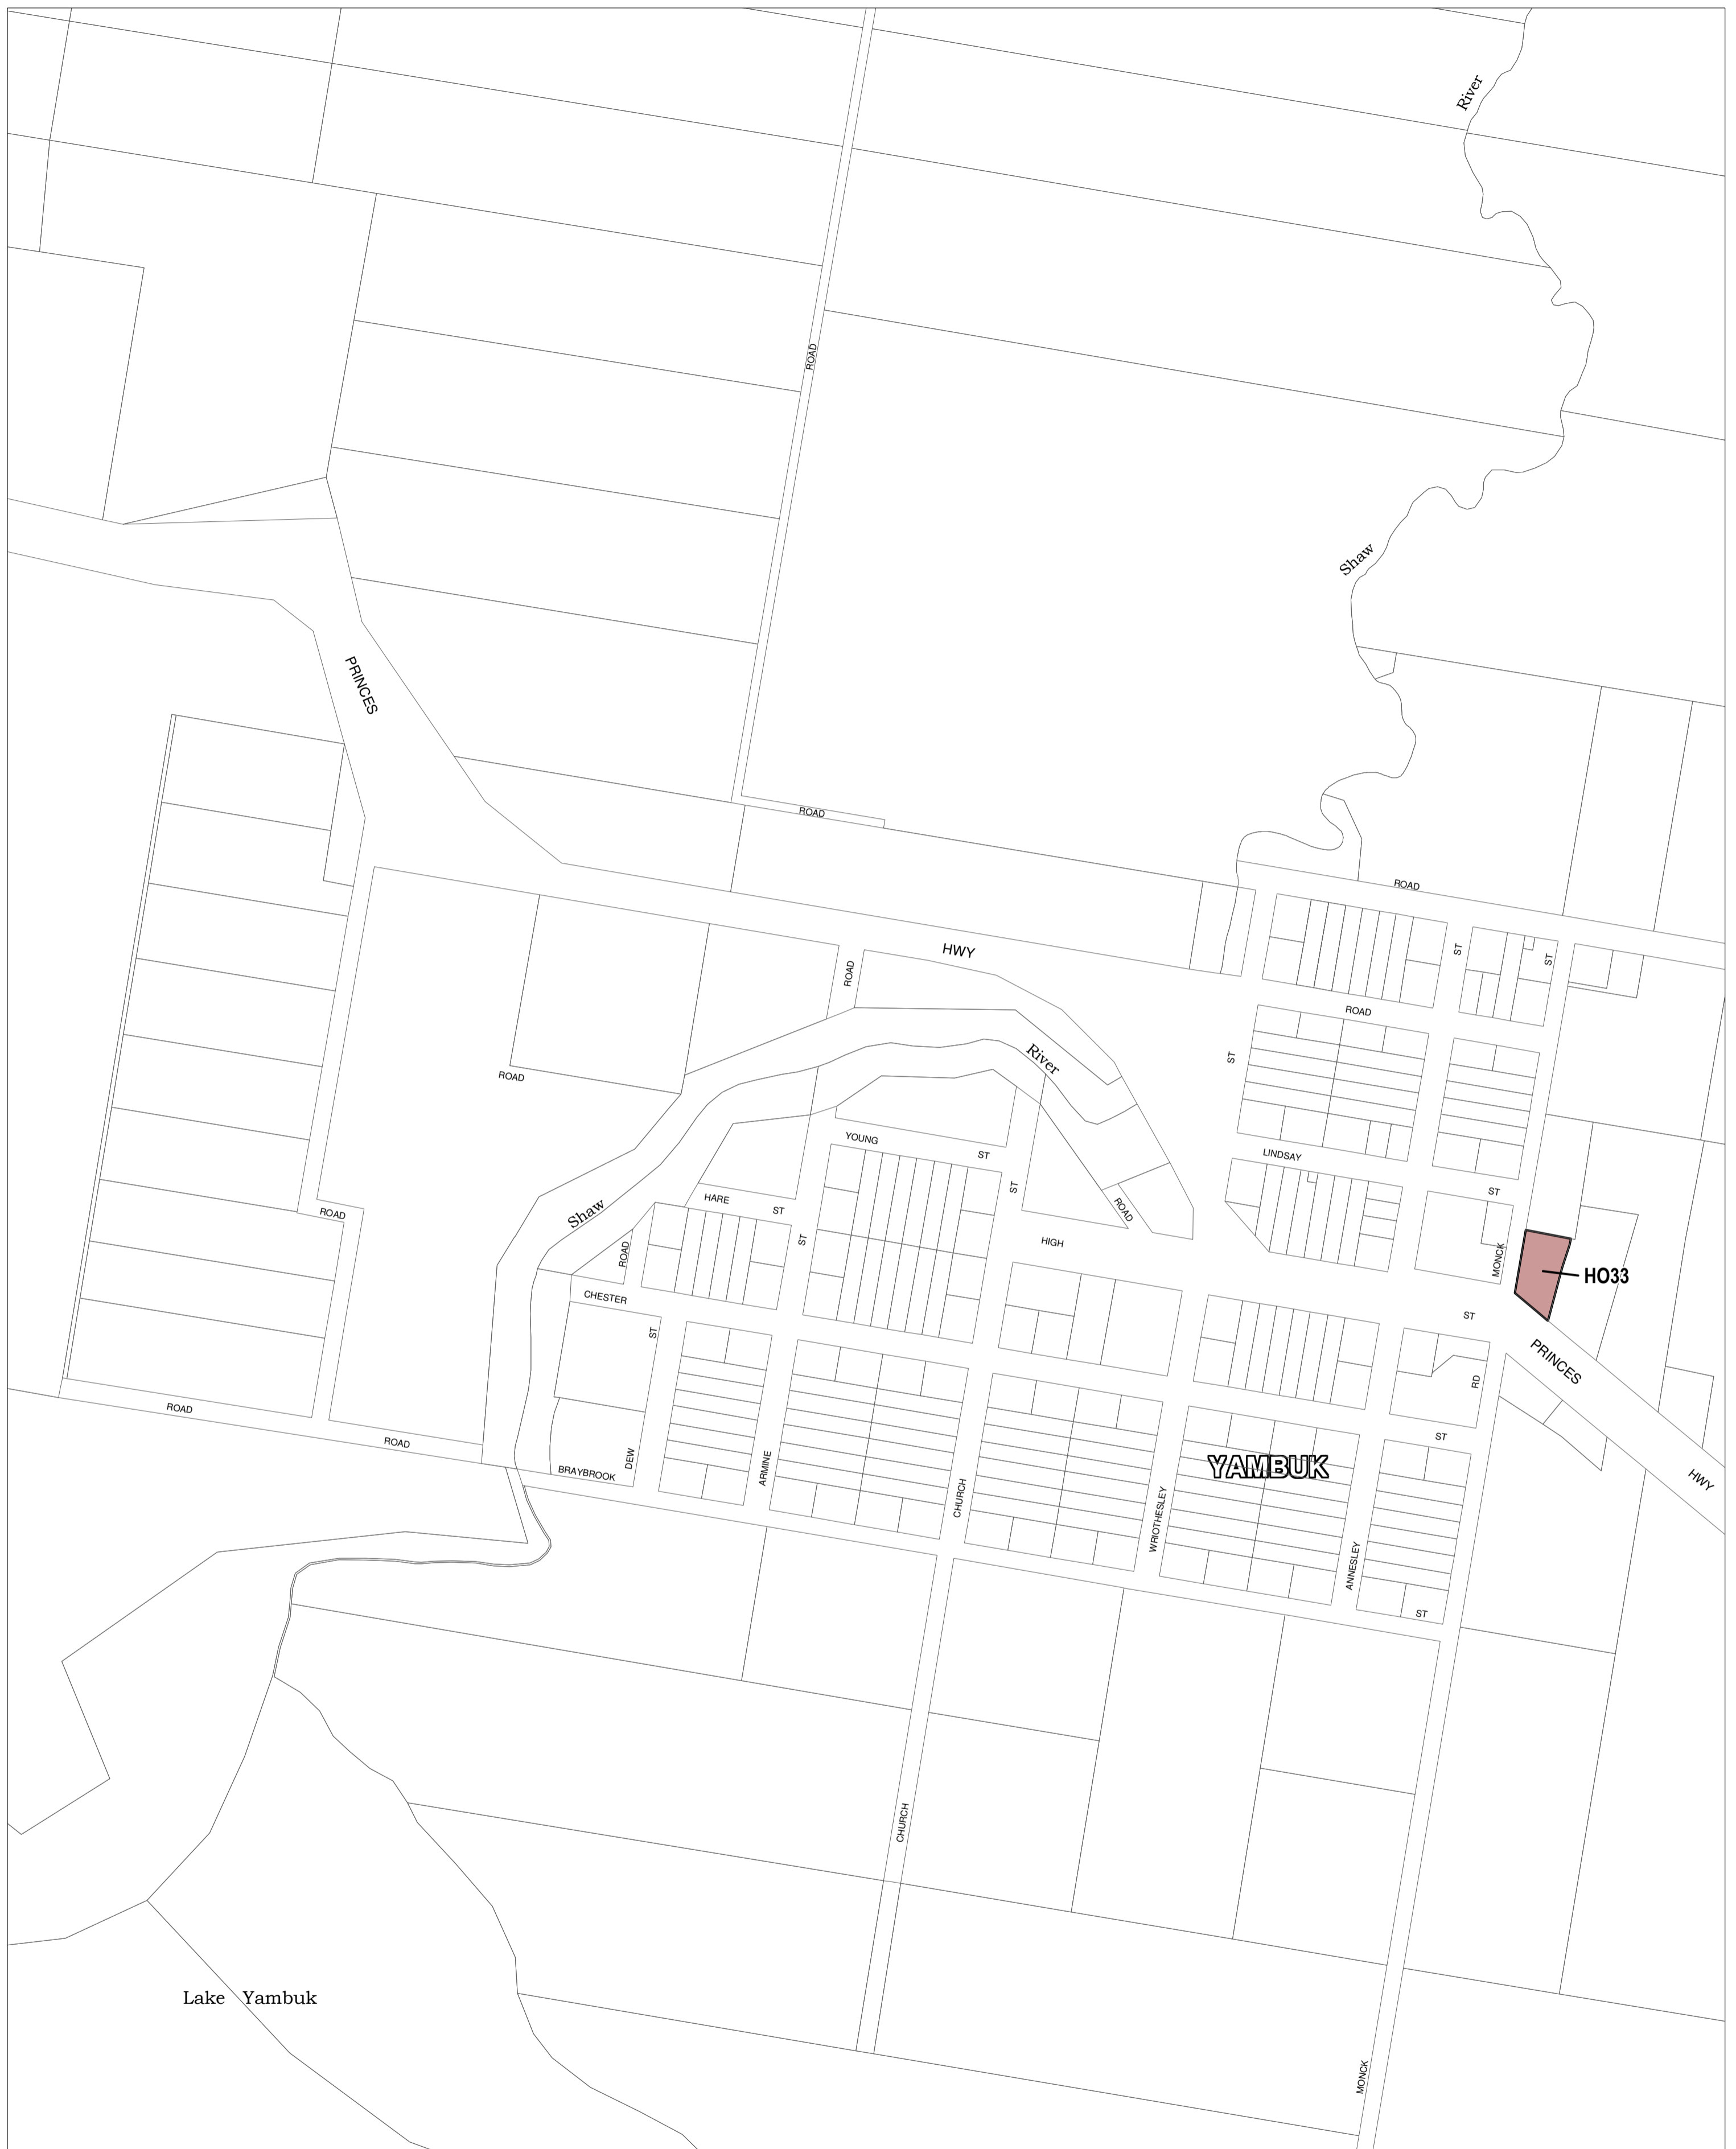 River
ROAD
Shaw
PRINCES
ROAD
ROAD
HWY
ST
ST
ROAD
ROAD
River
ST
ROAD
YOUNG
ST
LINDSAY
ST
ST
HARE
ST
ROAD
Shaw
ROAD
HIGH
ST
ROAD
MONCK
HO33
CHESTER
ST
ST
PRINCES
RD
ROAD
ROAD
ST
BRAYBROOK
DEW
ARMINE
CHURCH
YAMBUK
WRIOTHESLEY
HWY
ANNESLEY
ST
CHURCH
Lake Yambuk
MONCK